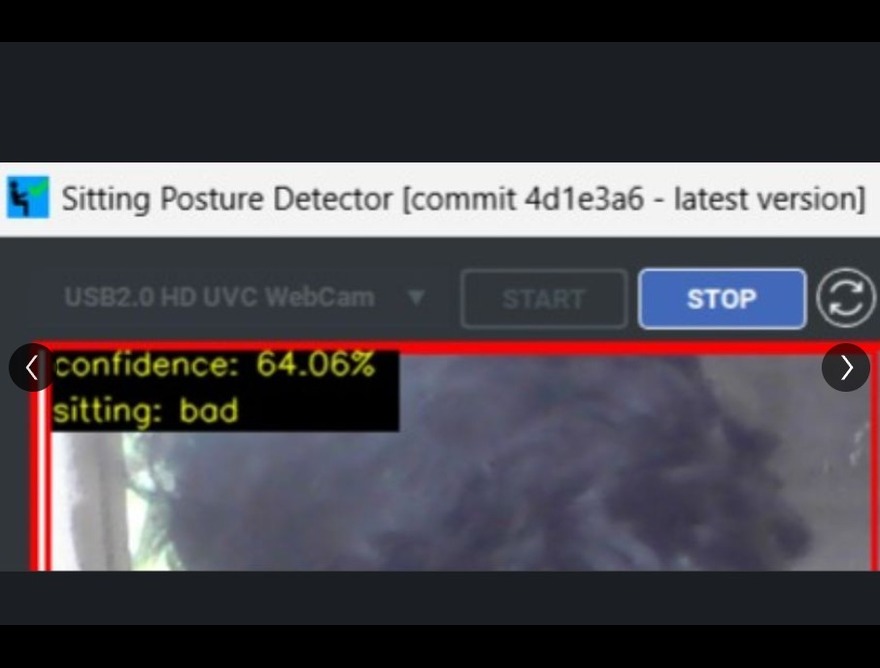 Sitting Posture Detector [commit 4d1e3a6 - latest version]
USB2.0 HD UVC WebCam START STOP
confidence: 64.06%
sitting: bad